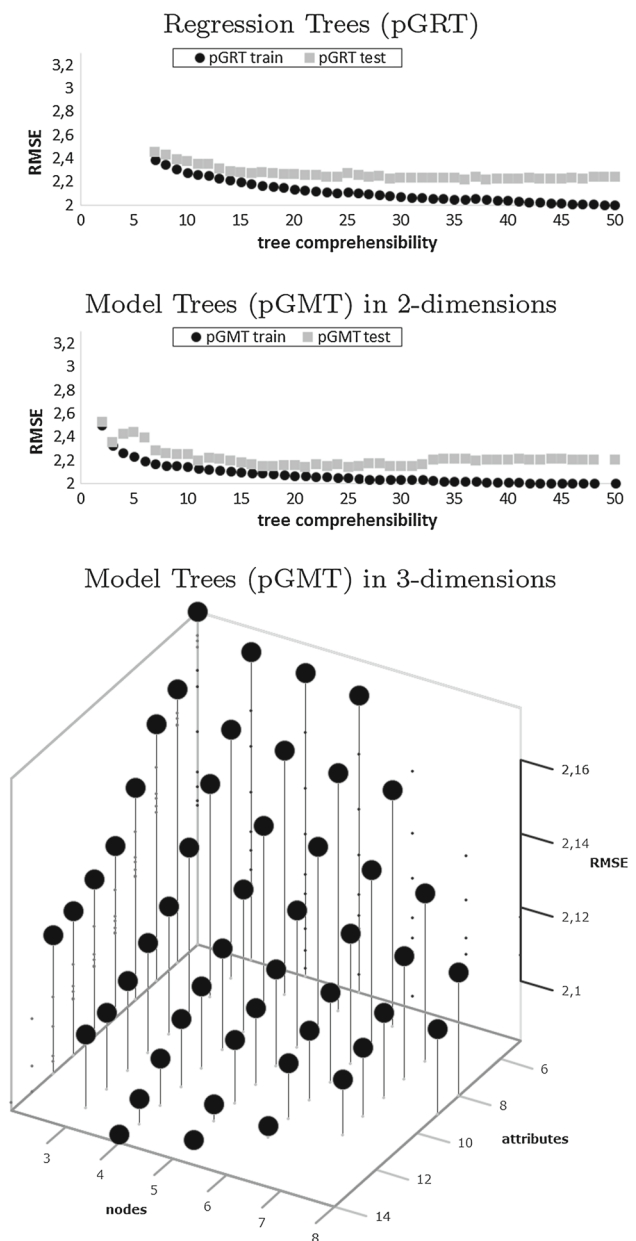 Regression Trees (pGRT)
pGRT train pGRT test
3,2
3
2,8
2,6
2,4
2,2
2
RMSE
0 5 10 15 20 25 30 35 40 45 50
tree comprehensibility
Model Trees (pGMT) in 2-dimensions
pGMT train pGMT test
3,2
3
2,8
2,6
2,4
2,2
2
RMSE
0 5 10 15 20 25 30 35 40 45 50
tree comprehensibility
Model Trees (pGMT) in 3-dimensions
2,16
2,14
RMSE
2,12
2,1
6
8
attributes
10
12
14
3
4
5
6
7
8
nodes